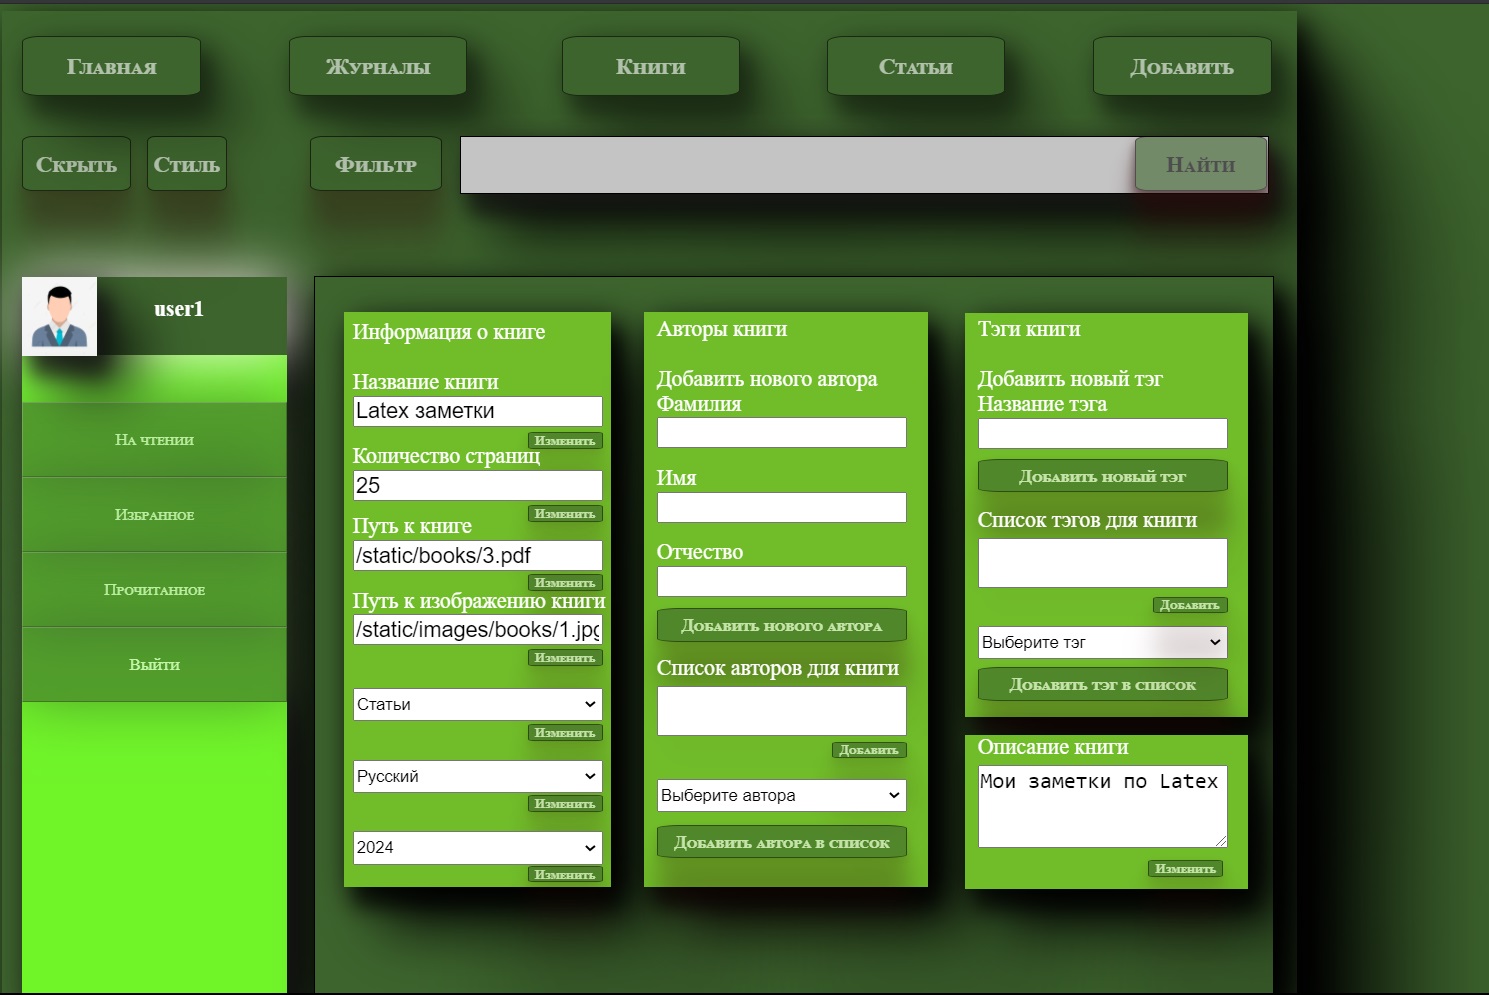 Главная
Журналы
Книги
Статьи
Добавить
Скрыть
Стиль
Фильтр
Найти
user1
На чтении
Избранное
Прочитанное
Выйти
Информация о книге
Название книги
Latex заметки
Изменить
Количество страниц
25
Изменить
Путь к книге
/static/books/3.pdf
Изменить
Путь к изображению книги
/static/images/books/1.jpg
Изменить
Статьи
Изменить
Русский
Изменить
2024
Изменить
Авторы книги
Добавить нового автора
Фамилия
Имя
Отчество
Добавить нового автора
Список авторов для книги
Добавить
Выберите автора
Добавить автора в список
Тэги книги
Добавить новый тэг
Название тэга
Добавить новый тэг
Список тэгов для книги
Добавить
Выберите тэг
Добавить тэг в список
Описание книги
Мои заметки по Latex
Изменить